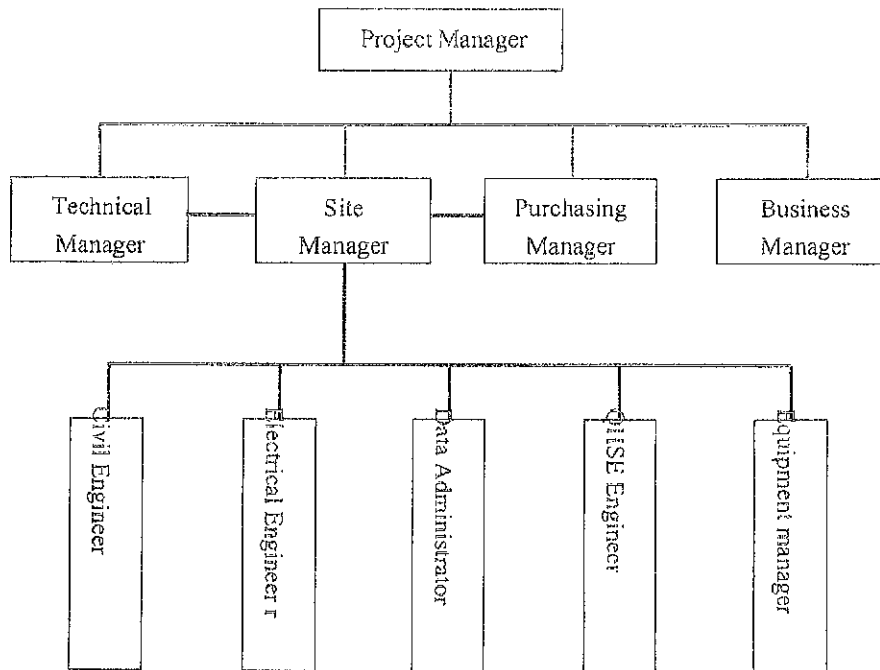 Project Manager
Technical
Manager
Site
Manager
Purchasing
Manager
Business
Manager
Civil Engineer
Electrical Engineer r
Data Administrator
OHSE Engineer
Equipment manager